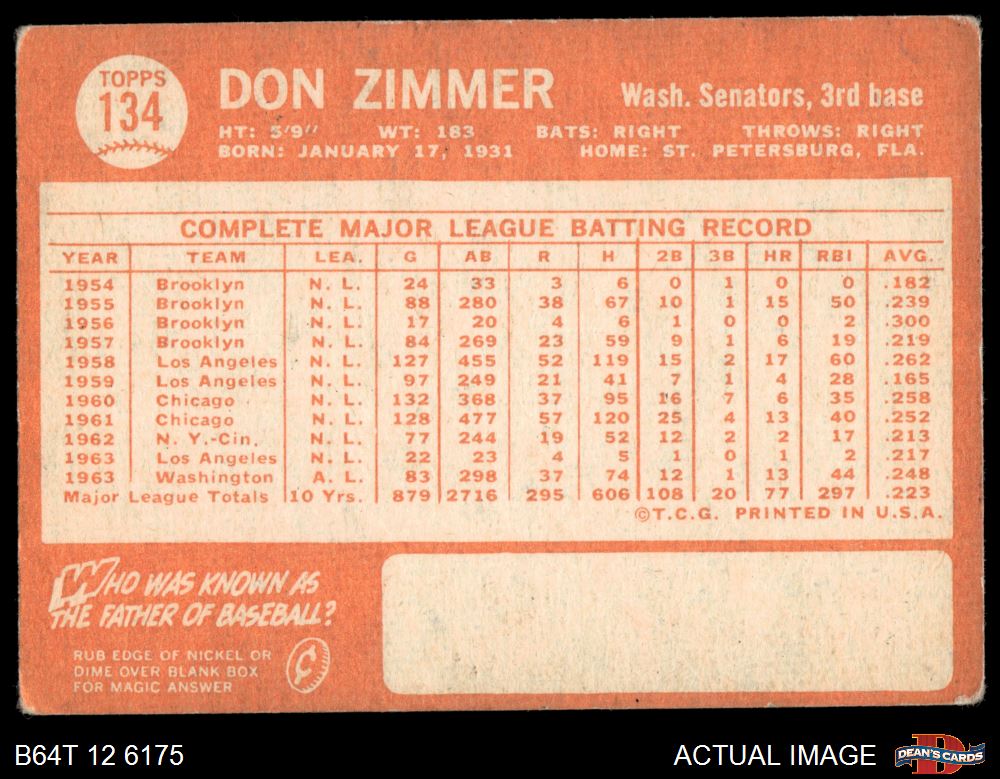 TOPPS
134
DON ZIMMER
Wash. Senators, 3rd base
HT: 5'9" WT: 183 BATS: RIGHT THROWS: RIGHT
BORN: JANUARY 17, 1931 HOME: ST. PETERSBURG, FLA.
COMPLETE MAJOR LEAGUE BATTING RECORD
YEAR TEAM LEA. G AB R H 2B 3B HR RBI AVG.
1954 Brooklyn N. L. 24 33 3 6 0 1 0 0 .182
1955 Brooklyn N. L. 88 280 38 67 10 1 15 50 .239
1956 Brooklyn N. L. 17 20 4 6 1 0 0 2 .300
1957 Brooklyn N. L. 84 269 23 59 9 1 6 19 .219
1958 Los Angeles N. L. 127 455 52 119 15 2 17 60 .262
1959 Los Angeles N. L. 97 249 21 41 7 1 4 28 .165
1960 Chicago N. L. 132 368 37 95 16 7 6 35 .258
1961 Chicago N. L. 128 477 57 120 25 4 13 40 .252
1962 N. Y.-Cin. N. L. 77 244 19 52 12 2 2 17 .213
1963 Los Angeles N. L. 22 23 4 5 1 0 1 2 .217
1963 Washington A. L. 83 298 37 74 12 1 13 44 .248
Major League Totals 10 Yrs. 879 2716 295 606 108 20 77 297 .223
©T.C.G. PRINTED IN U.S.A.
WHO WAS KNOWN AS
THE FATHER OF BASEBALL?
RUB EDGE OF NICKEL OR
DIME OVER BLANK BOX
FOR MAGIC ANSWER
¢
B64T 12 6175
ACTUAL IMAGE
DEAN'S CARDS